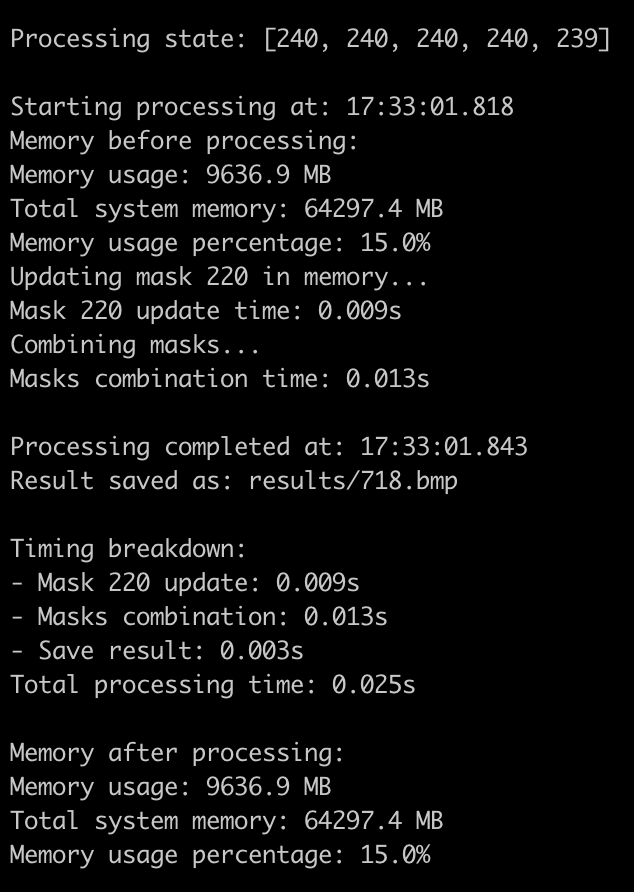 Processing state: [240, 240, 240, 240, 239]
Starting processing at: 17:33:01.818
Memory before processing:
Memory usage: 9636.9 MB
Total system memory: 64297.4 MB
Memory usage percentage: 15.0%
Updating mask 220 in memory...
Mask 220 update time: 0.009s
Combining masks...
Masks combination time: 0.013s
Processing completed at: 17:33:01.843
Result saved as: results/718.bmp
Timing breakdown:
- Mask 220 update: 0.009s
- Masks combination: 0.013s
- Save result: 0.003s
Total processing time: 0.025s
Memory after processing:
Memory usage: 9636.9 MB
Total system memory: 64297.4 MB
Memory usage percentage: 15.0%